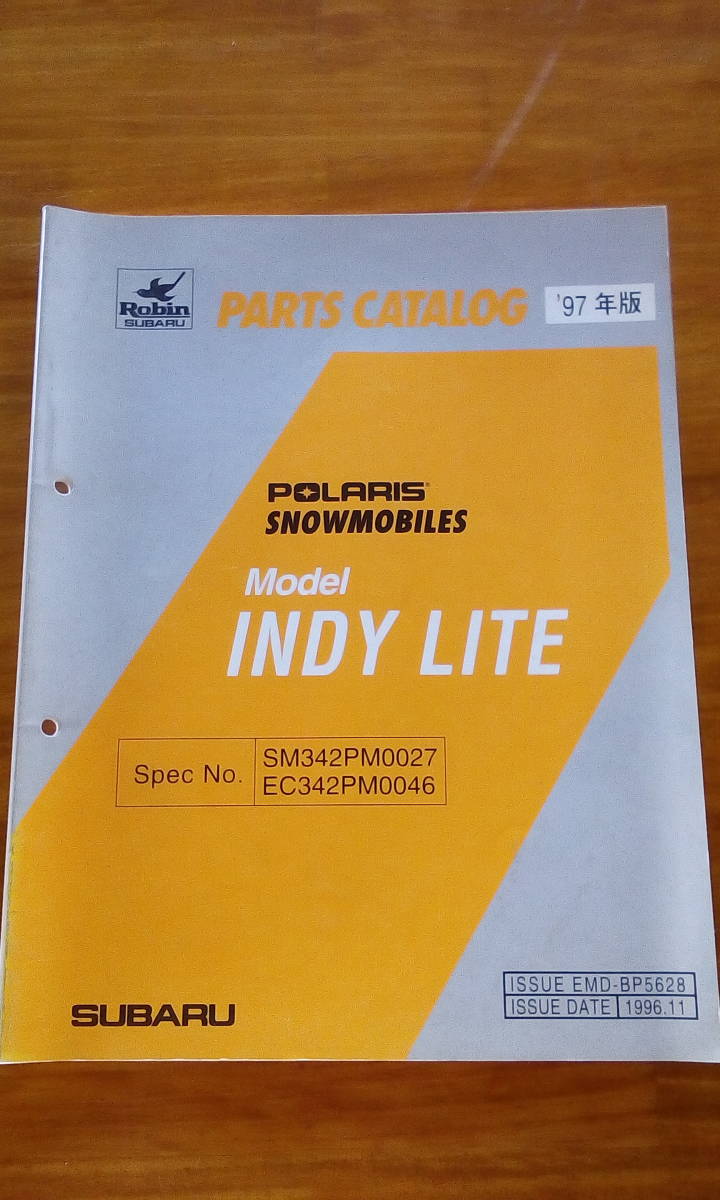 Robin
SUBARU
PARTS CATALOG
'97 年版
POLARIS®
SNOWMOBILES
Model
INDY LITE
Spec No.
SM342PM0027
EC342PM0046
SUBARU
ISSUE EMD-BP5628
ISSUE DATE 1996.11